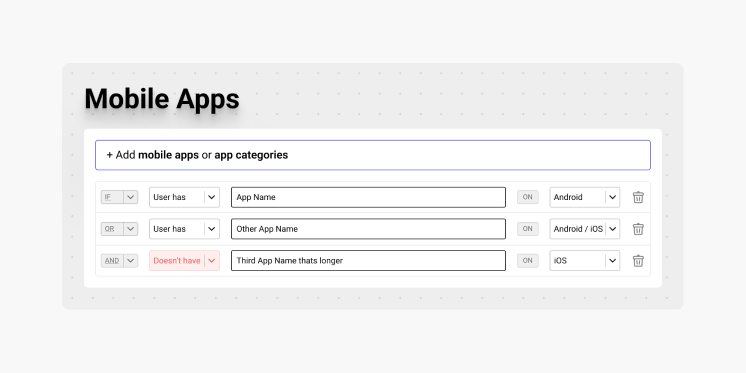 Mobile Apps
+ Add mobile apps or app categories
IF User has App Name ON Android
OR User has Other App Name ON Android / iOS
AND Doesn't have Third App Name thats longer ON iOS